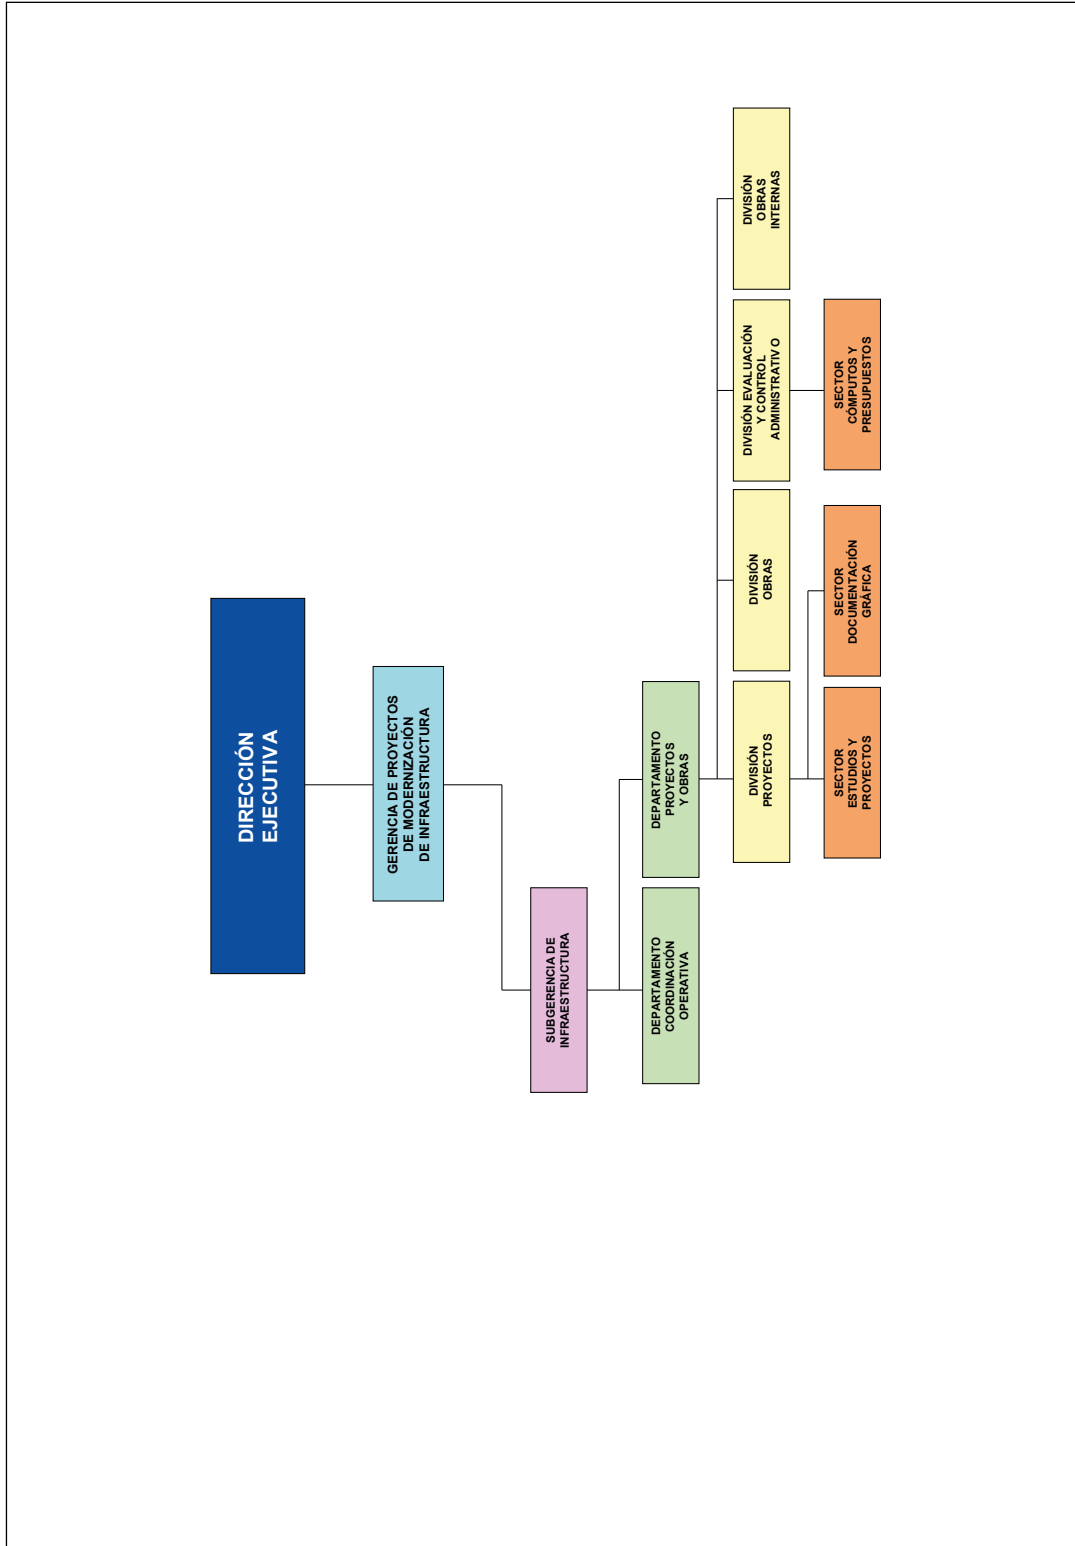 DIRECCIÓN
EJECUTIVA
GERENCIA DE PROYECTOS
DE MODERNIZACIÓN
DE INFRAESTRUCTURA
SUBGERENCIA DE
INFRAESTRUCTURA
DEPARTAMENTO
COORDINACIÓN
OPERATIVA
DEPARTAMENTO
PROYECTOS
Y OBRAS
DIVISIÓN
PROYECTOS
DIVISIÓN
OBRAS
DIVISIÓN EVALUACIÓN
Y CONTROL
ADMINISTRATIVO
DIVISIÓN
OBRAS
INTERNAS
SECTOR
ESTUDIOS Y
PROYECTOS
SECTOR
DOCUMENTACIÓN
GRÁFICA
SECTOR
CÓMPUTOS Y
PRESUPUESTOS